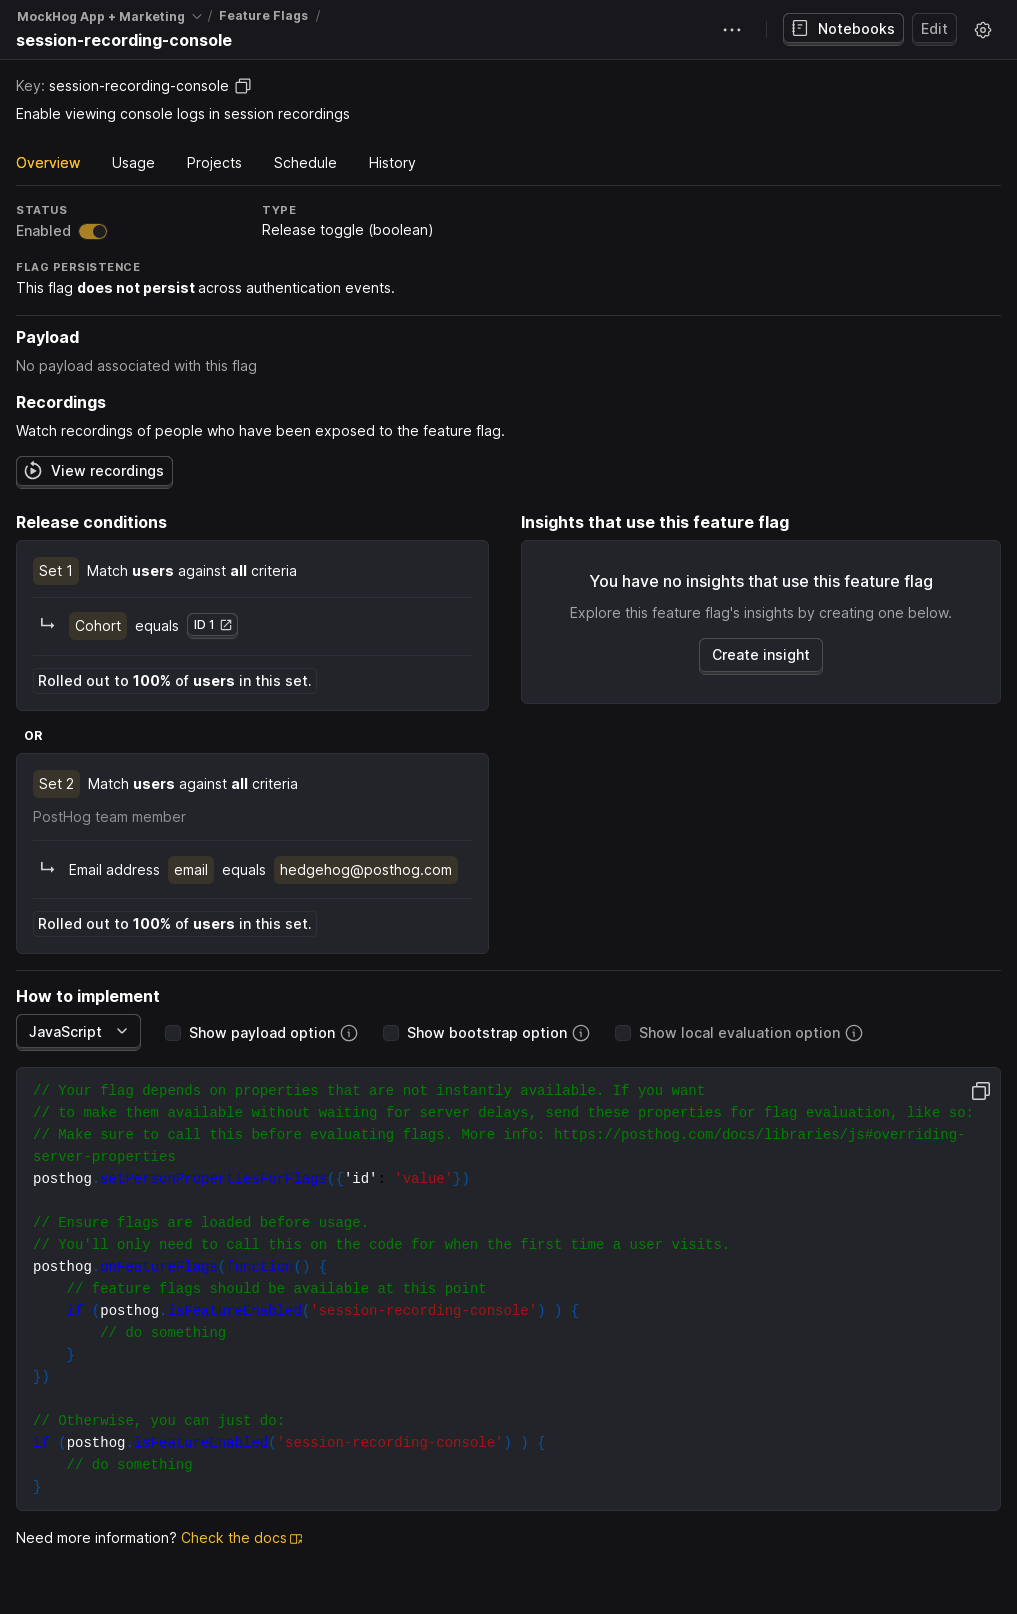 MockHog App + Marketing / Feature Flags /
session-recording-console
Notebooks
Edit
Key: session-recording-console
Enable viewing console logs in session recordings
Overview Usage Projects Schedule History
STATUS
Enabled
TYPE
Release toggle (boolean)
FLAG PERSISTENCE
This flag does not persist across authentication events.
Payload
No payload associated with this flag
Recordings
Watch recordings of people who have been exposed to the feature flag.
View recordings
Release conditions
Set 1 Match users against all criteria
Cohort equals ID 1
Rolled out to 100% of users in this set.
OR
Set 2 Match users against all criteria
PostHog team member
Email address email equals hedgehog@posthog.com
Rolled out to 100% of users in this set.
Insights that use this feature flag
You have no insights that use this feature flag
Explore this feature flag's insights by creating one below.
Create insight
How to implement
JavaScript Show payload option Show bootstrap option Show local evaluation option
// Your flag depends on properties that are not instantly available. If you want
// to make them available without waiting for server delays, send these properties for flag evaluation, like so:
// Make sure to call this before evaluating flags. More info: https://posthog.com/docs/libraries/js#overriding-
server-properties
posthog.setPersonPropertiesForFlags({'id': 'value'})
// Ensure flags are loaded before usage.
// You'll only need to call this on the code for when the first time a user visits.
posthog.onFeatureFlags(function() {
// feature flags should be available at this point
if (posthog.isFeatureEnabled('session-recording-console') ) {
// do something
}
})
// Otherwise, you can just do:
if (posthog.isFeatureEnabled('session-recording-console') ) {
// do something
}
Need more information? Check the docs